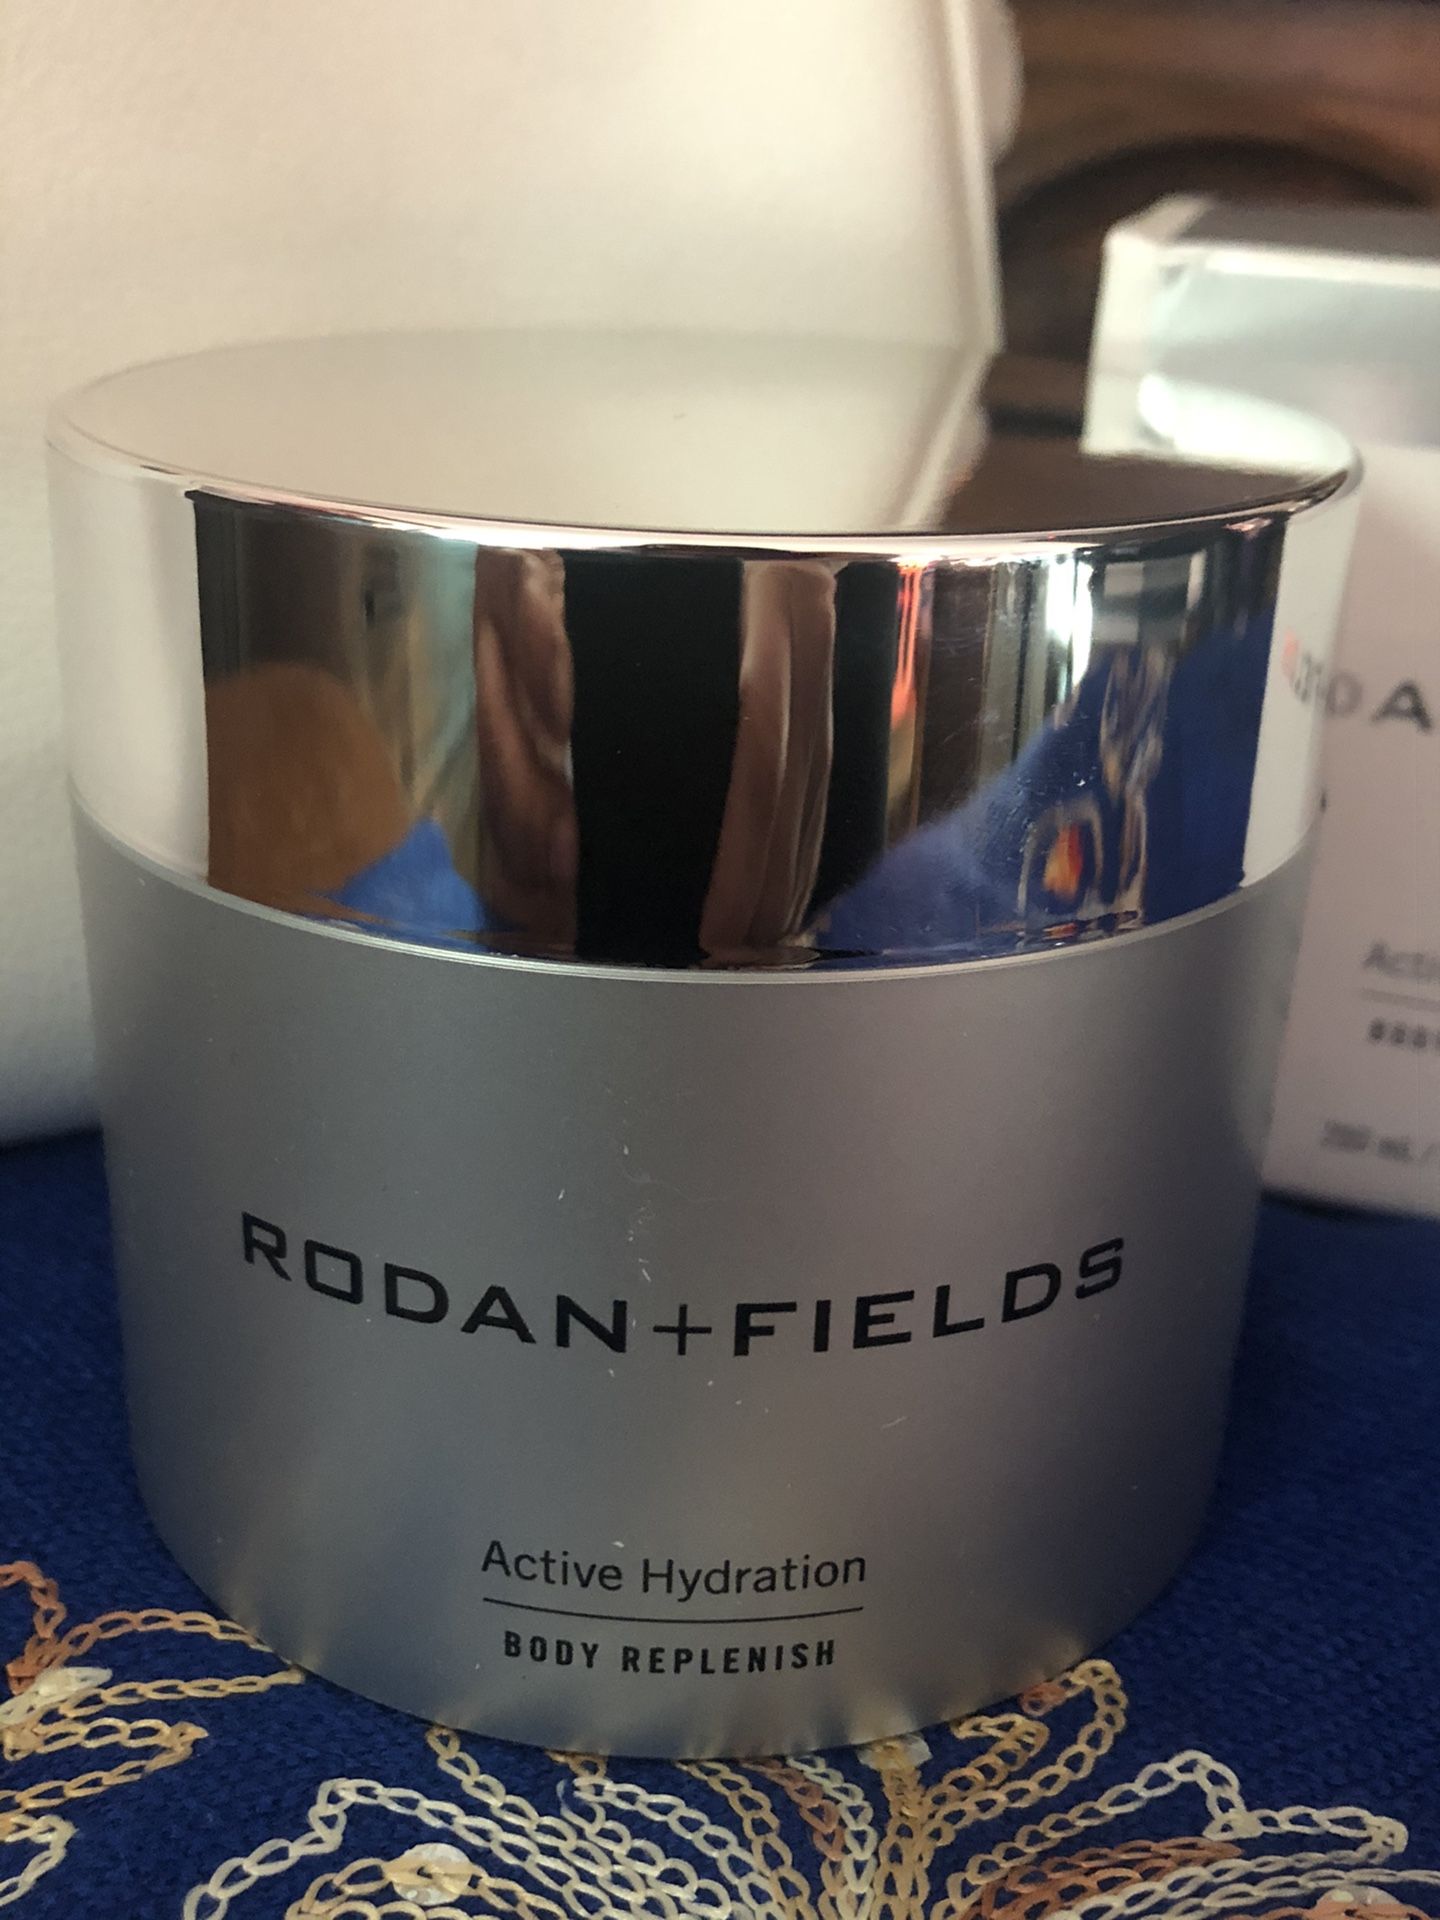 RODAN+FIELDS
Active Hydration
BODY REPLENISH